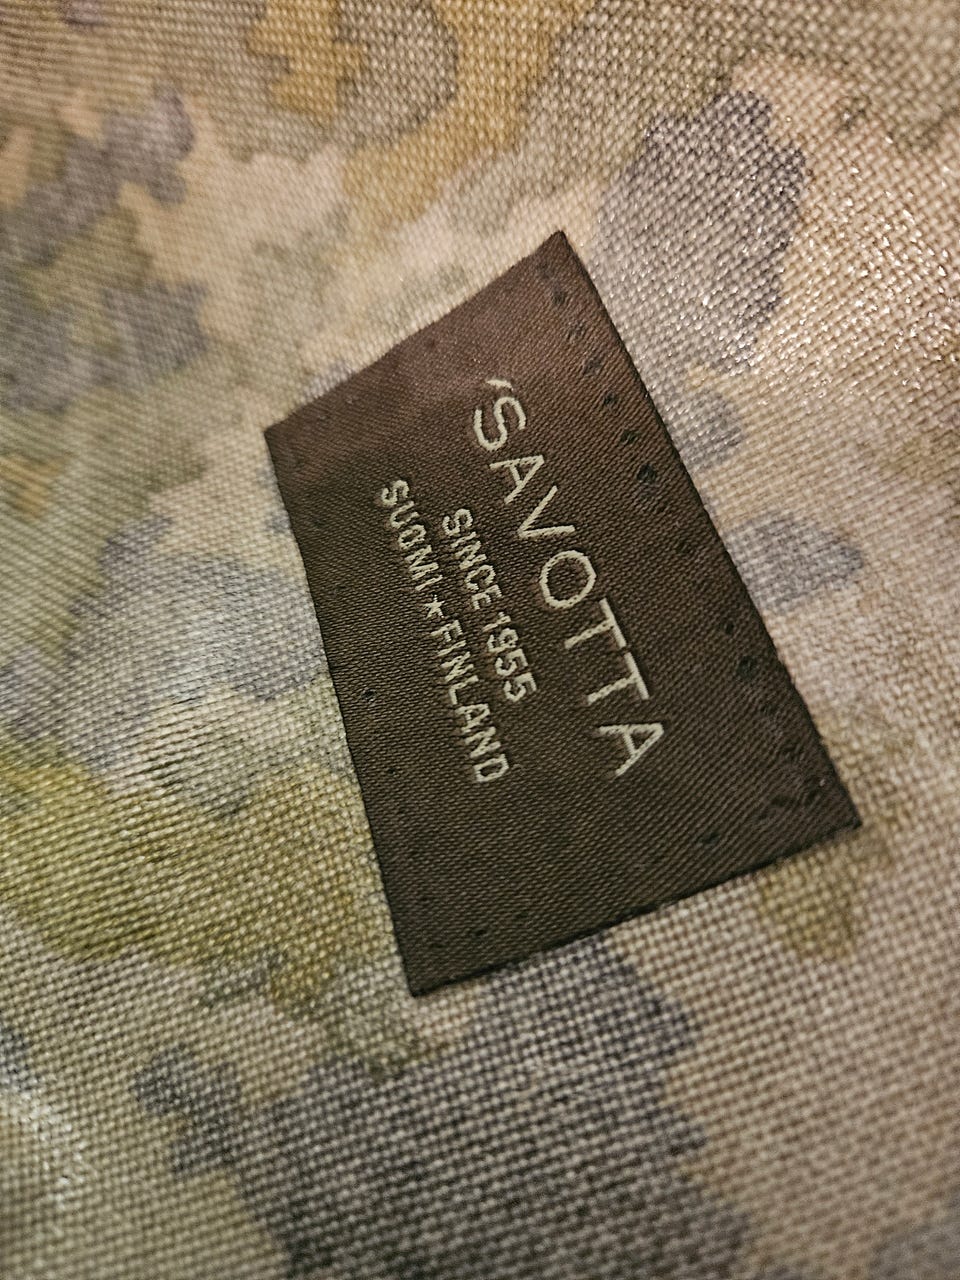 'SAVOTTA
SINCE 1955
SUOMI ★ FINLAND